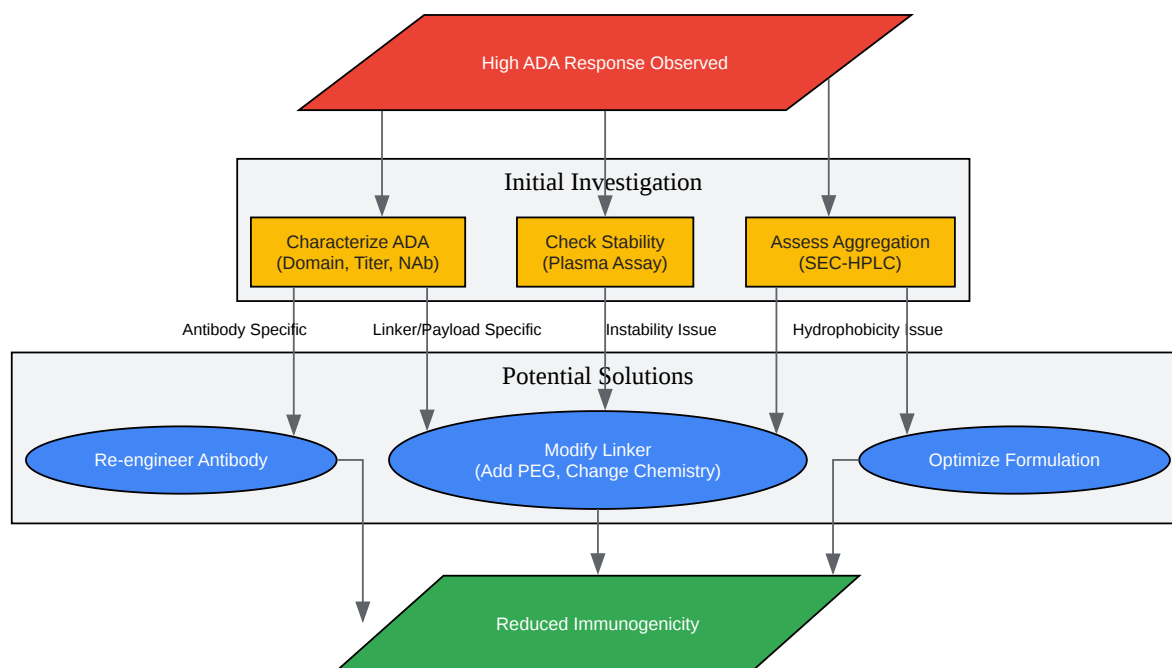 High ADA Response Observed
Initial Investigation
Characterize ADA
(Domain, Titer, NAb)
Check Stability
(Plasma Assay)
Assess Aggregation
(SEC-HPLC)
Antibody Specific
Linker/Payload Specific
Instability Issue
Hydrophobicity Issue
Potential Solutions
Re-engineer Antibody
Modify Linker
(Add PEG, Change Chemistry)
Optimize Formulation
Reduced Immunogenicity